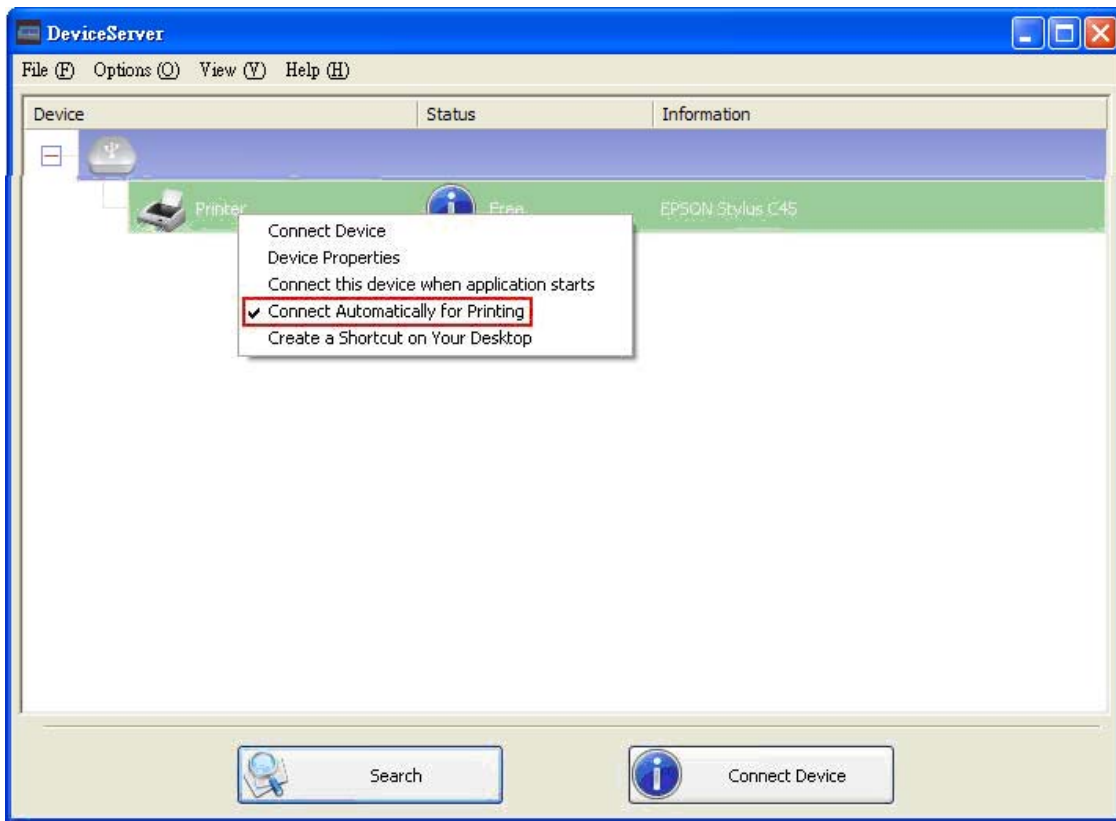 DeviceServer
File (F) Options (O) View (V) Help (H)
Device Status Information
Printer Free EPSON Stylus C45
Connect Device
Device Properties
Connect this device when application starts
✓ Connect Automatically for Printing
Create a Shortcut on Your Desktop
Search Connect Device